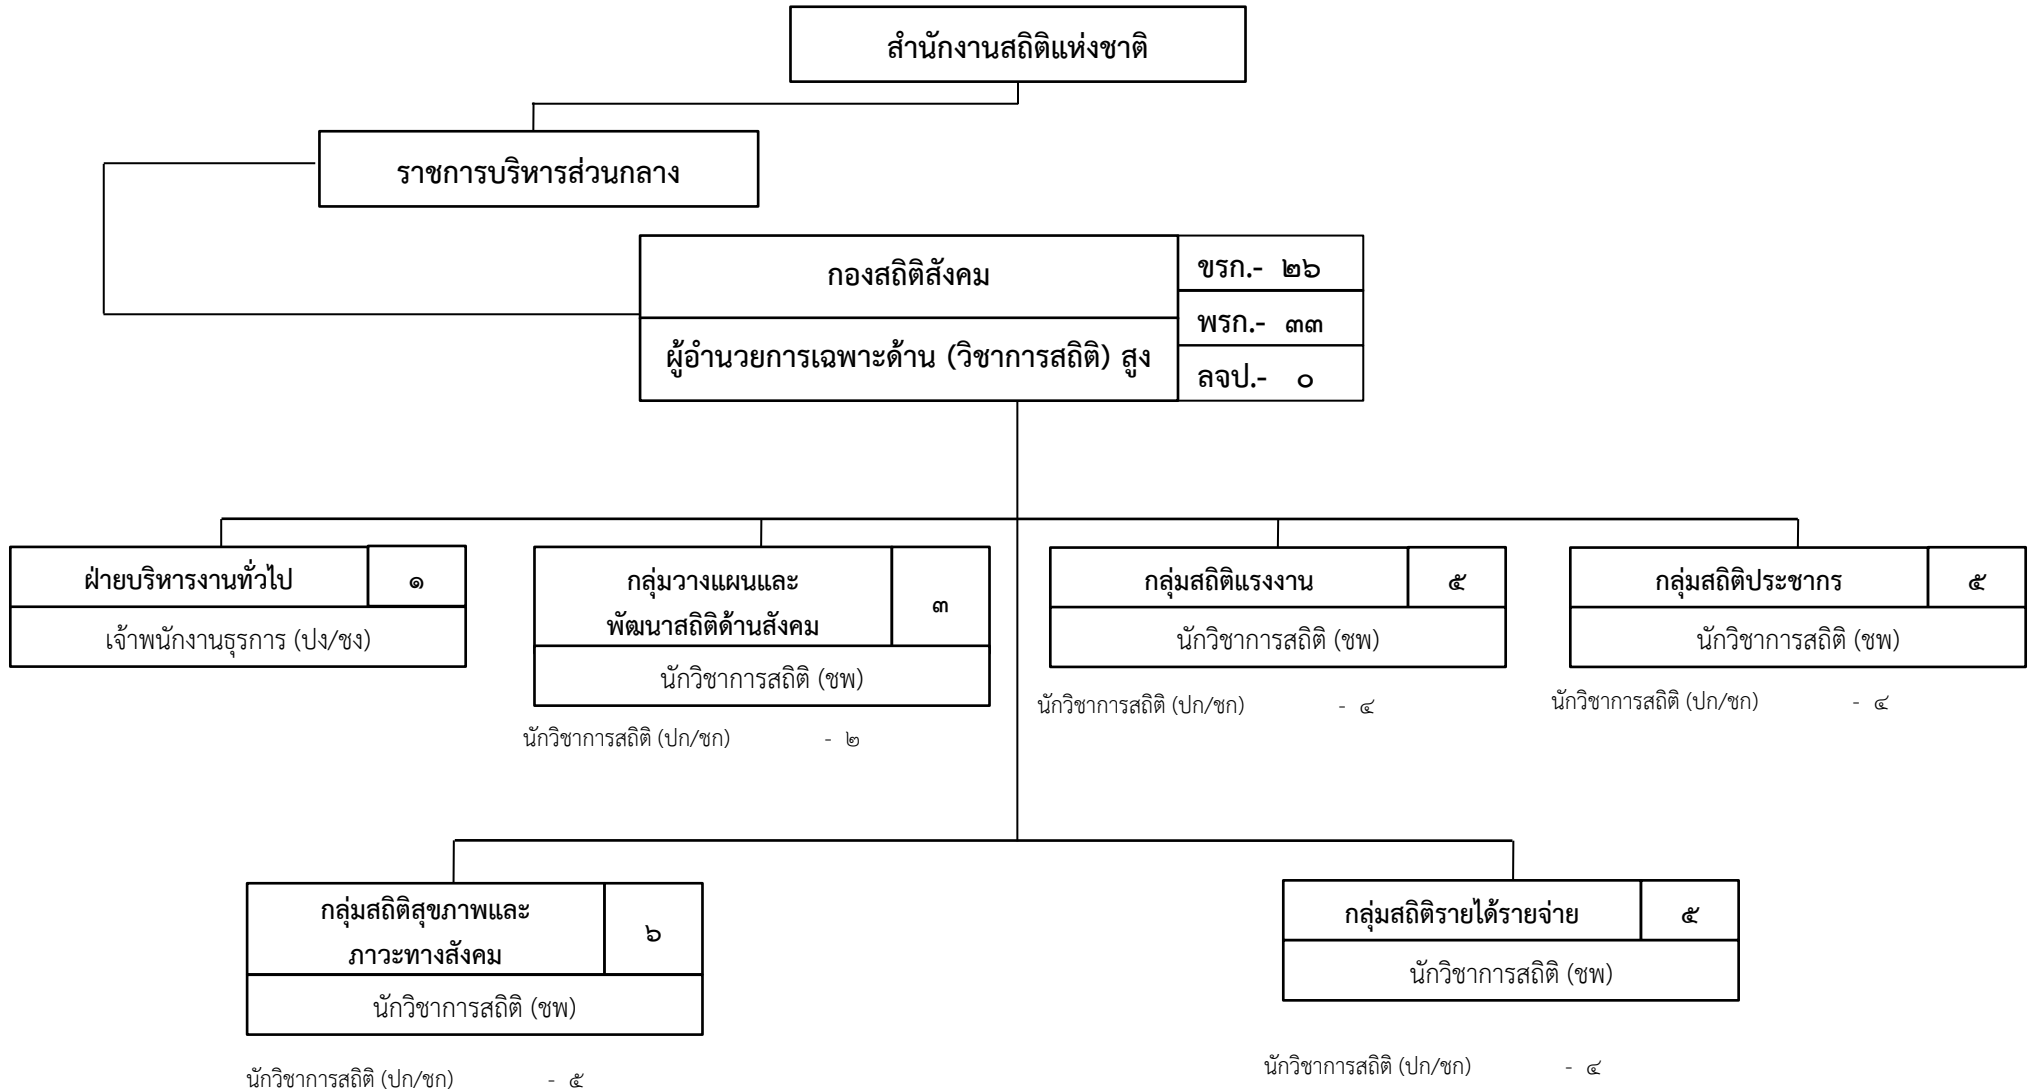 สำนักงานสถิติแห่งชาติ
ราชการบริหารส่วนกลาง
กองสถิติสังคม
ขรก.- ๒๖
พรก.- ๓๓
ผู้อำนวยการเฉพาะด้าน (วิชาการสถิติ) สูง
ลจป.- ๐
ฝ่ายบริหารงานทั่วไป ๑
เจ้าพนักงานธุรการ (ปง/ชง)
กลุ่มวางแผนและ
พัฒนาสถิติด้านสังคม
๓
นักวิชาการสถิติ (ชพ)
นักวิชาการสถิติ (ปก/ชก) - ๒
กลุ่มสถิติแรงงาน ๕
นักวิชาการสถิติ (ชพ)
นักวิชาการสถิติ (ปก/ชก) - ๔
กลุ่มสถิติประชากร ๕
นักวิชาการสถิติ (ชพ)
นักวิชาการสถิติ (ปก/ชก) - ๔
กลุ่มสถิติสุขภาพและ
ภาวะทางสังคม
๖
นักวิชาการสถิติ (ชพ)
นักวิชาการสถิติ (ปก/ชก) - ๕
กลุ่มสถิติรายได้รายจ่าย ๕
นักวิชาการสถิติ (ชพ)
นักวิชาการสถิติ (ปก/ชก) - ๔